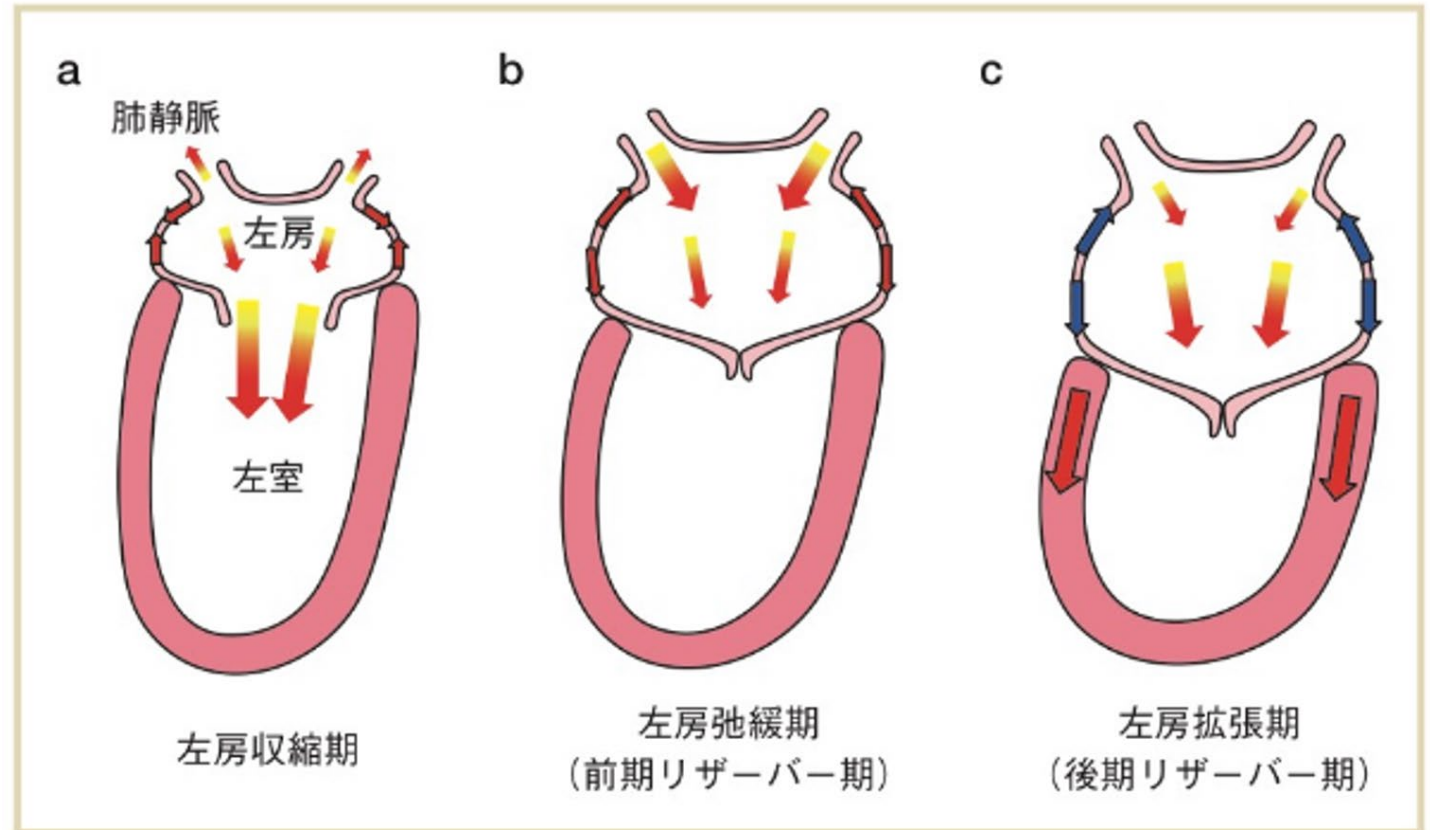 a
肺静脈
左房
左室
左房収縮期
b
左房弛緩期
（前期リザーバー期）
c
左房拡張期
（後期リザーバー期）